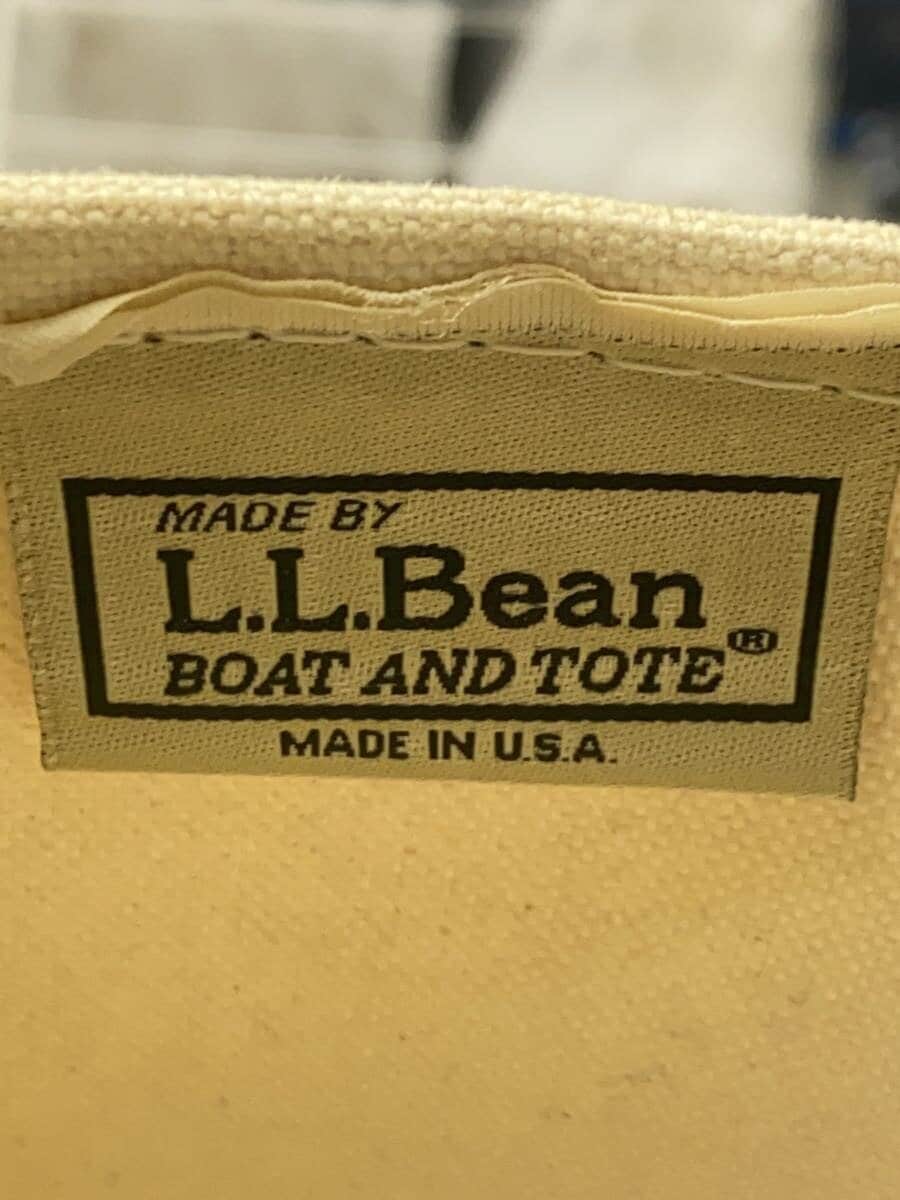 MADE BY
L.L.Bean
BOAT AND TOTE®
MADE IN U.S.A.